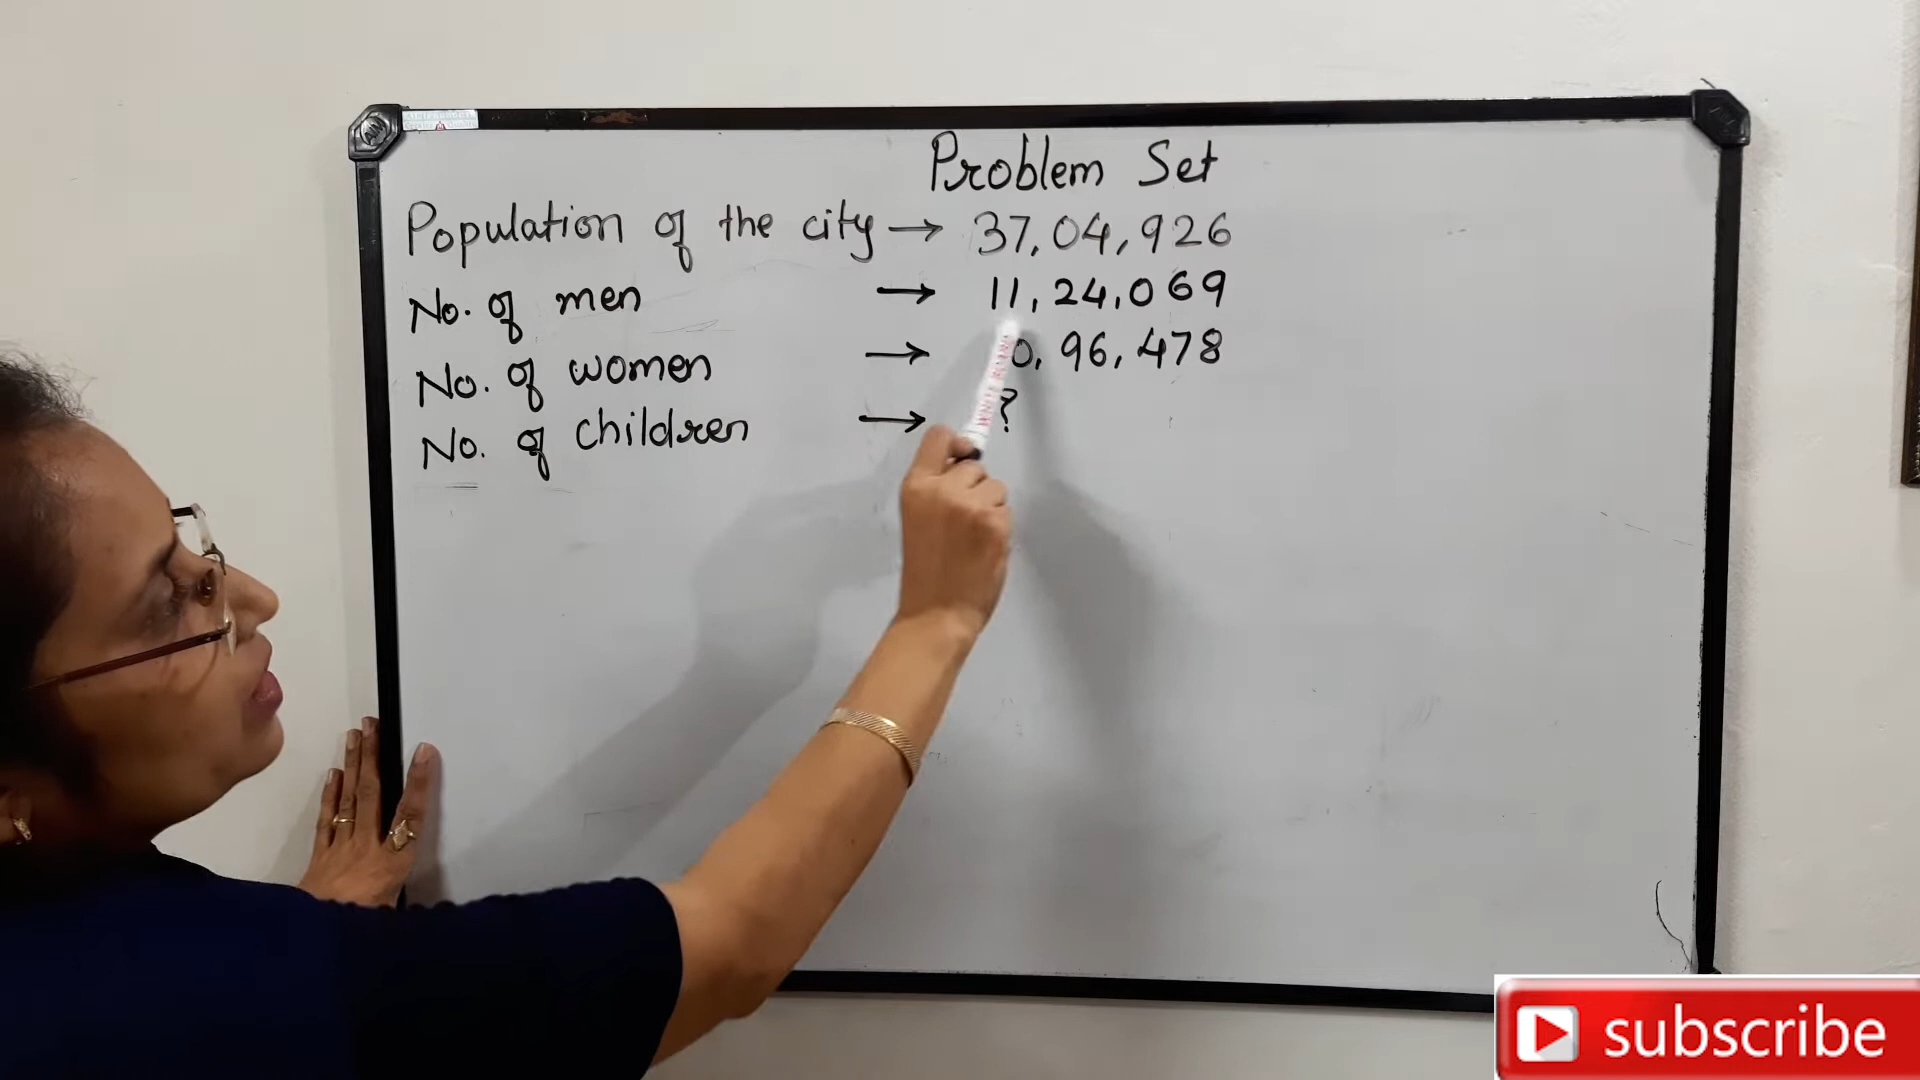 Problem Set
Population of the city → 37,04,926
No. of men → 11,24,069
No. of women → 0,96,478
No. of children → ?
subscribe